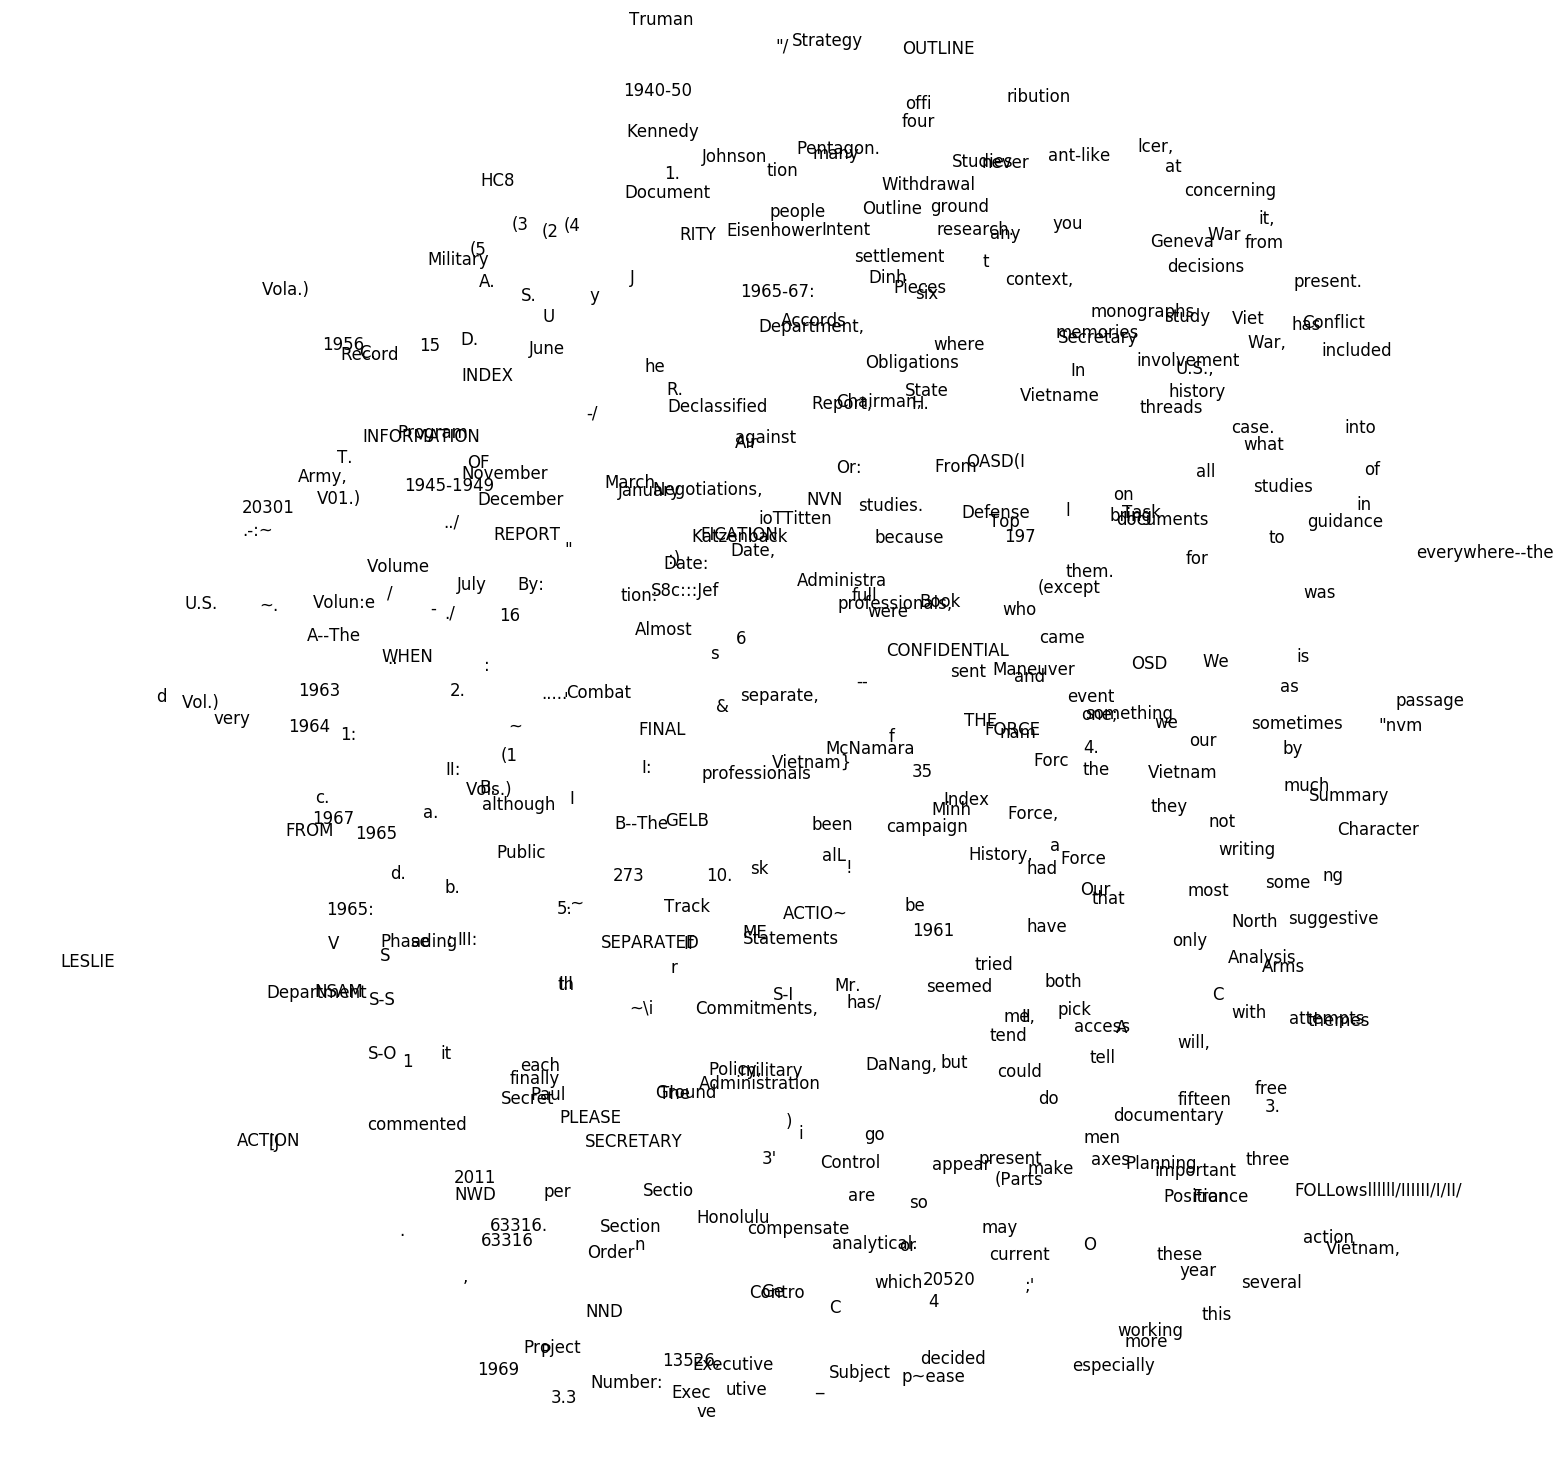 Truman
"/ Strategy OUTLINE
1940-50 ribution
offi
four
Kennedy
Johnson Pentagon. many Studies never ant-like Icer,
1. tion at
HC8 Document Withdrawal concerning
people Outline ground
(3 (2 (4 RITY Eisenhower Intent research. any you it,
(5 Geneva War from
Military settlement t decisions
A. J Dinh context, present.
Vola.) S. y 1965-67: Pieces six
U Accords monographs study Viet has Conflict
Department, memories Secretary
1956 C Record 15 D. June where War, included
he Obligations involvement U.S.,
INDEX In
R. State Vietname history
-/ Declassified Report, Chairman, H. threads
INFORMATION Program against Air case. into
T. OF what
Army, November Or: From OASD(I all of
V01.) 1945-1949 December March, January Negotiations, NVN on studies
20301 studies. Defense I bring Task documents in
.-:~ ../ REPORT " FICATION ioTTitten Top guidance
Katzenback because 197 to
:) Date, everywhere--the
Volume Date: them. for
/ July By: S8c:::Jef Administra (except
U.S. ~. Volun:e - ./ 16 tion: full professionals, Book were who was
A--The Almost 6 came
.. WHEN : s CONFIDENTIAL OSD We is
sent Maneuver and
d Vol.) 1963 2. ..... Combat separate, -- event as passage
very & one; something
1964 1: ~ FINAL THE FORCE nam we sometimes "nvm
(1 f McNamara 4. our by
II: I: professionals Vietnam} 35 Forc the Vietnam
Vols.) B. much
c. although I Index Minh they Summary
1967 a. Force,
FROM 1965 B--The GELB been campaign not Character
Public alL ! History, a Force writing
d. 273 10. sk had
b. Our that most some ng
1965: 5: ~ Track ACTIO~ be North suggestive
V Phase ading : III: SEPARATED If ME Statements 1961 have only
S Analysis Arms
LESLIE r tried
Department NSAM S-S th III S-I Mr. seemed both C
~\i Commitments, has/ me, II, pick with attempts themes
tend access A
S-O 1 it will,
each Policy, military DaNang, but tell
finally Administration could
Secret Paul Ground The do fifteen free
PLEASE documentary 3.
commented )
ACTION [J SECRETARY i go men
3' Control appear present make axes Planning important three
2011 (Parts
NWD per Sectio are so Position France FOLLowsllllll/IIIIII/I/II/
63316. Section Honolulu compensate may
63316 . Order n analytical. or current O these action Vietnam,
, which 20520 ;' year several
Contro Ge 4
NND C this
working
Project P more
1969 13526, Executive decided especially
Number: Subject p~ease
3.3 Exec utive _
ve